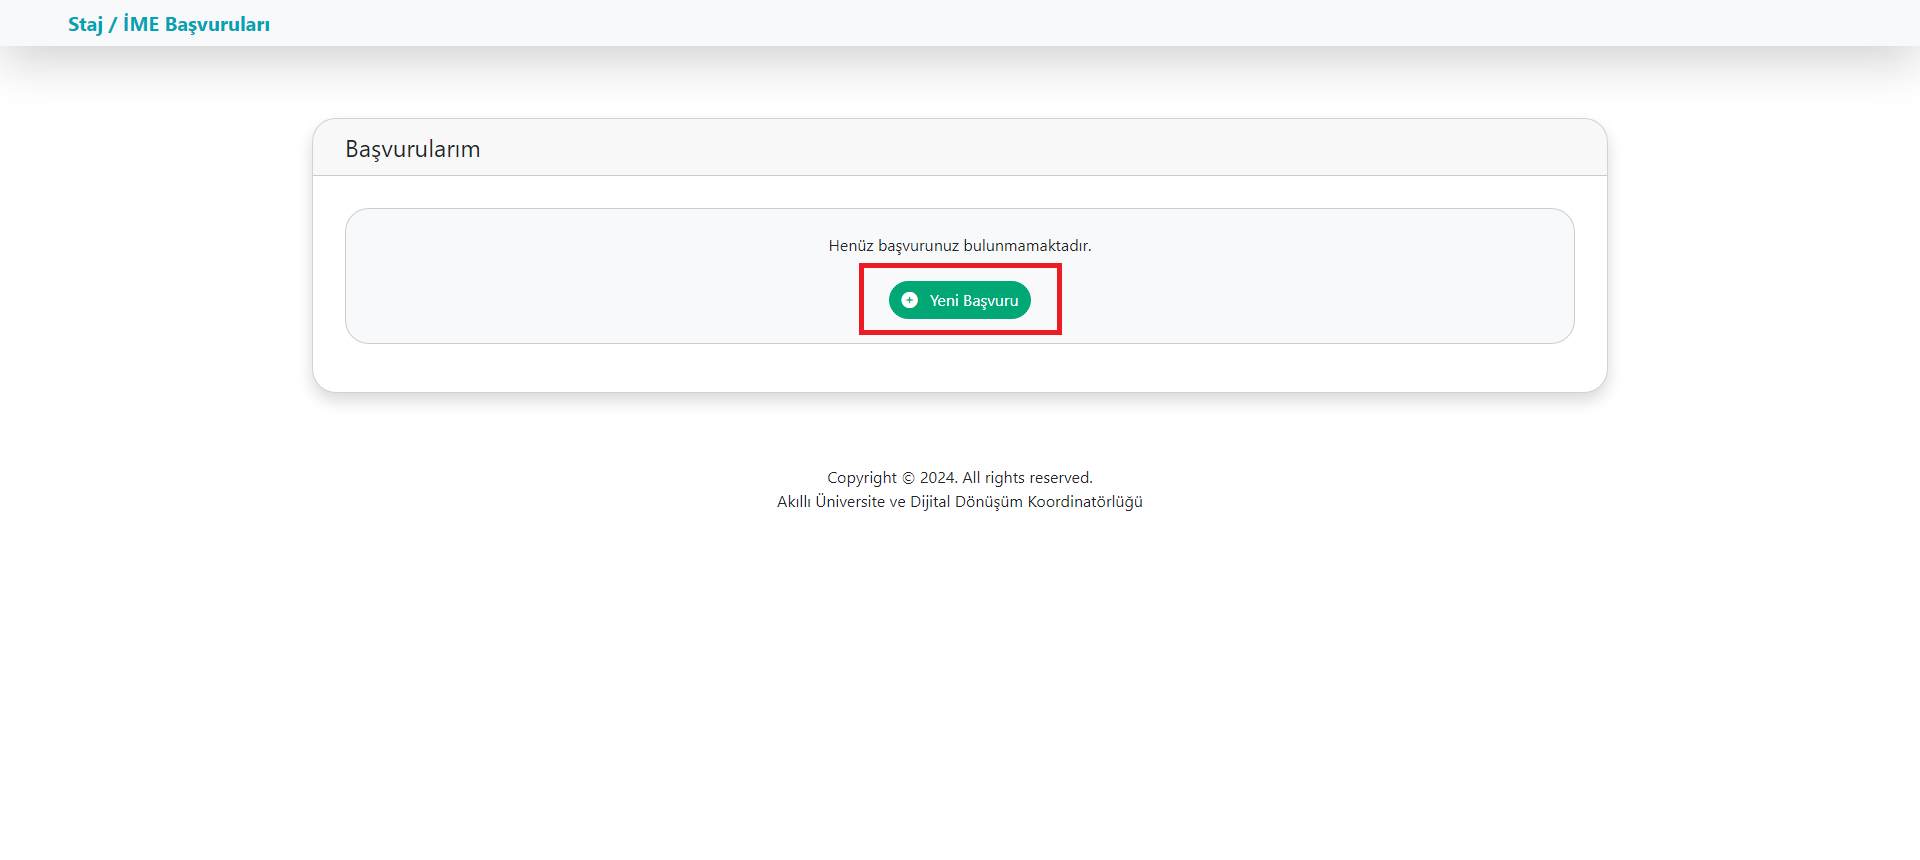 Staj / İME Başvuruları
Başvurularım
Henüz başvurunuz bulunmamaktadır.
Yeni Başvuru
Copyright © 2024. All rights reserved.
Akıllı Üniversite ve Dijital Dönüşüm Koordinatörlüğü